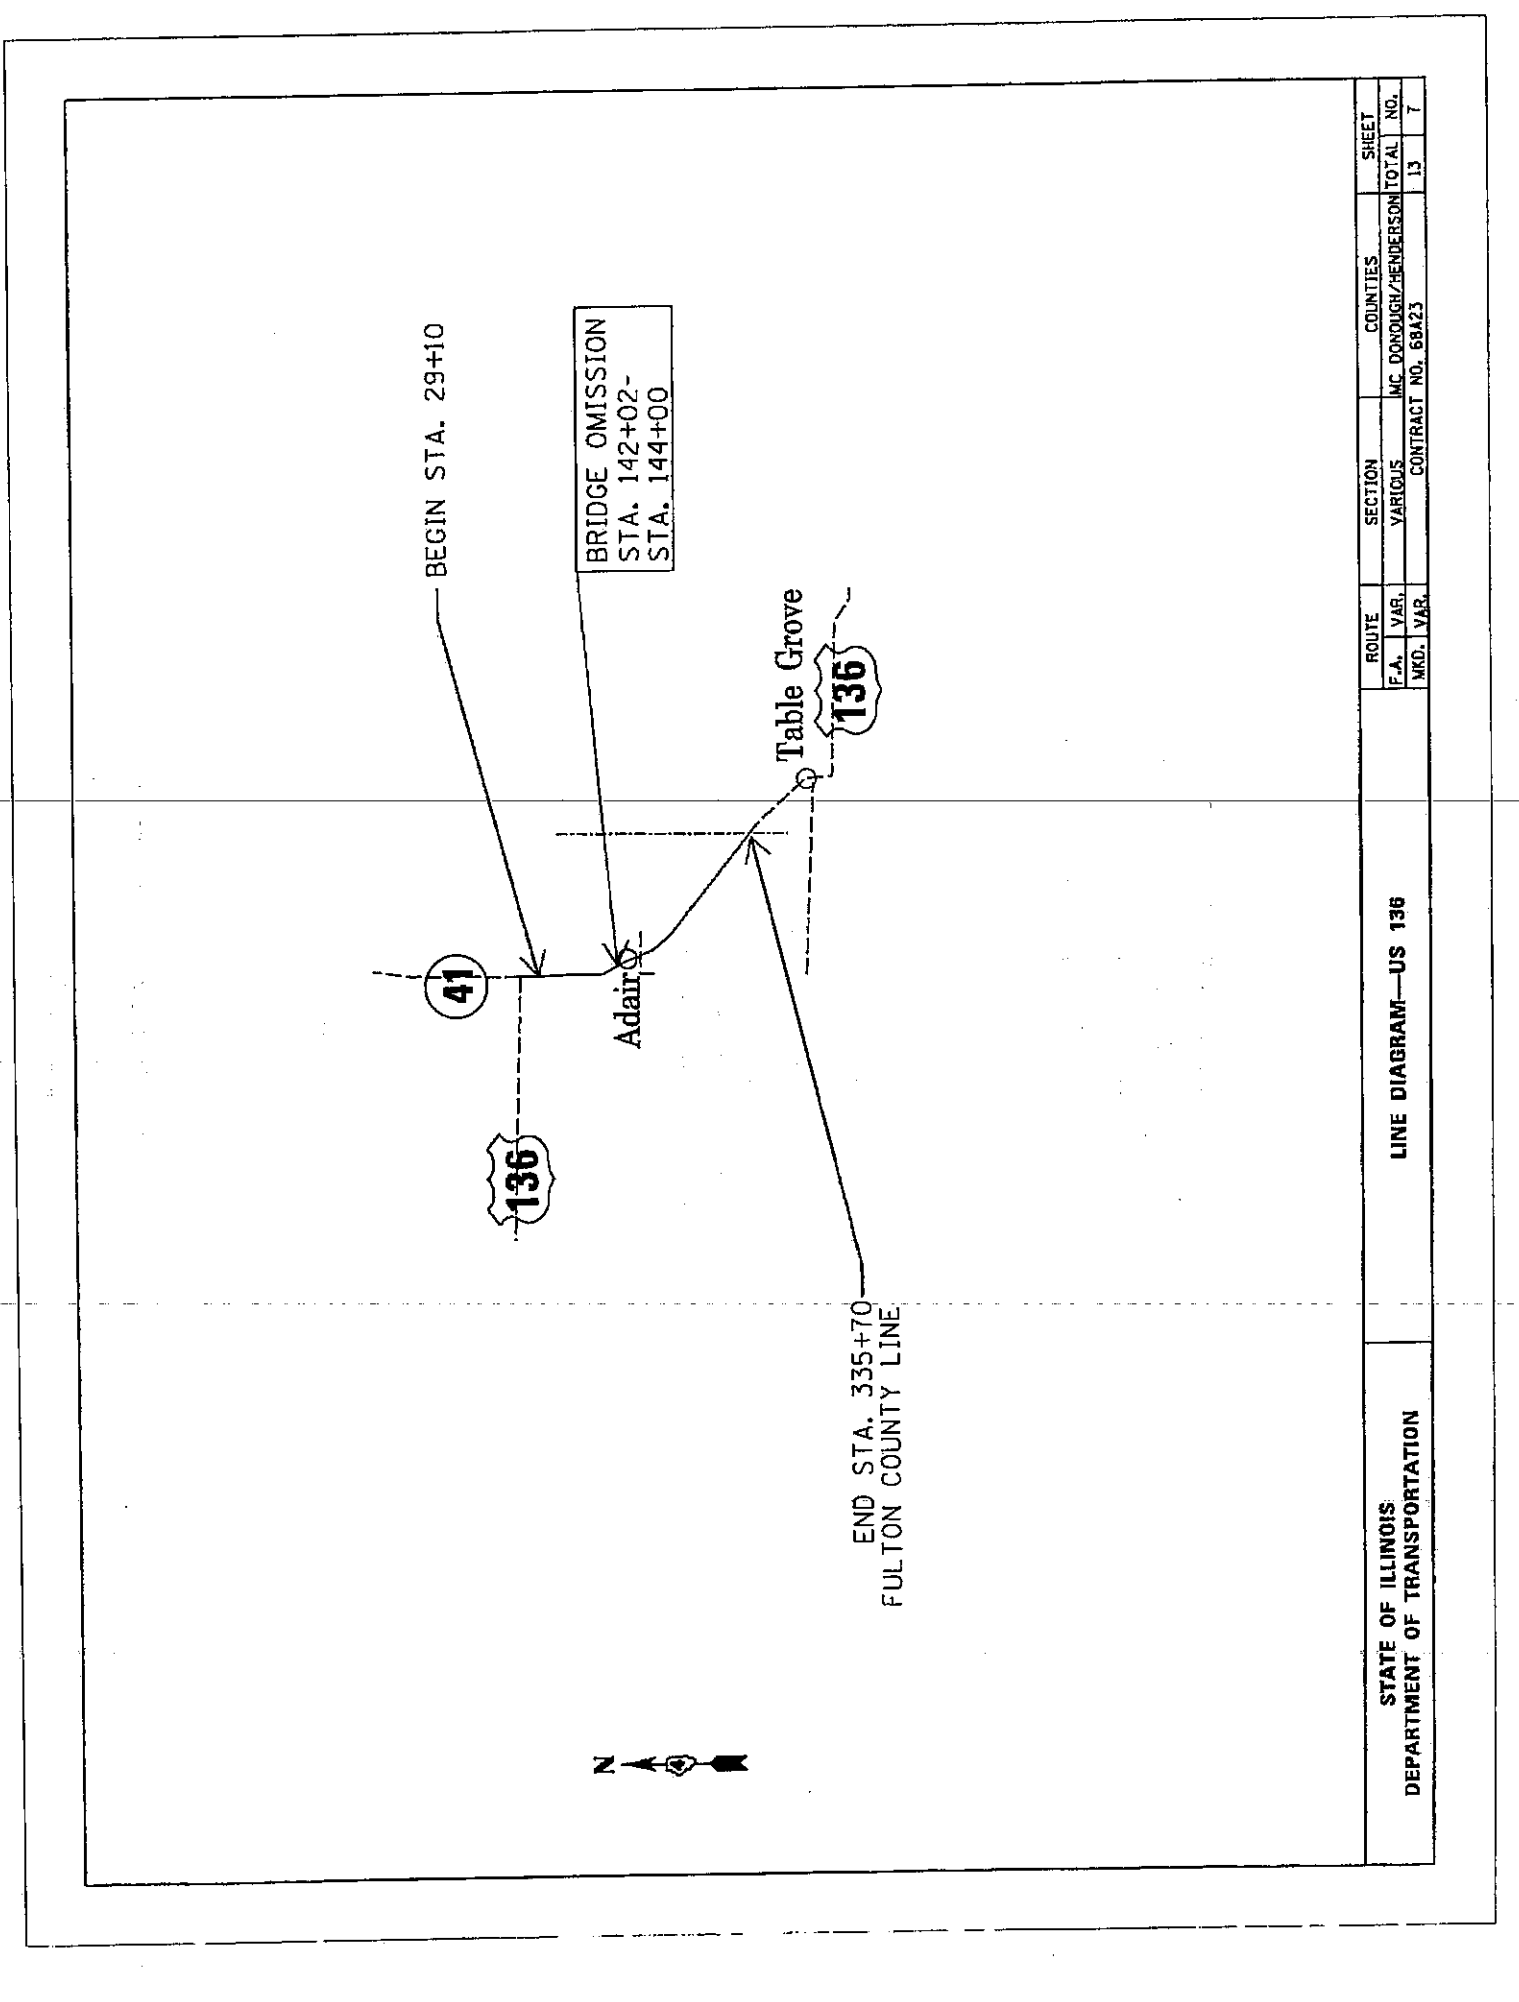 BEGIN STA. 29+10
BRIDGE OMISSION
STA. 142+02-
STA. 144+00
41
136
Adair
Table Grove
136
END STA. 335+70
FULTON COUNTY LINE
N
STATE OF ILLINOIS
DEPARTMENT OF TRANSPORTATION
LINE DIAGRAM—US 136
ROUTE SECTION COUNTIES SHEET
F.A. VAR. VARIOUS MC DONOUGH/HENDERSON TOTAL NO.
MKD. VAR. CONTRACT NO. 68A23 13 7